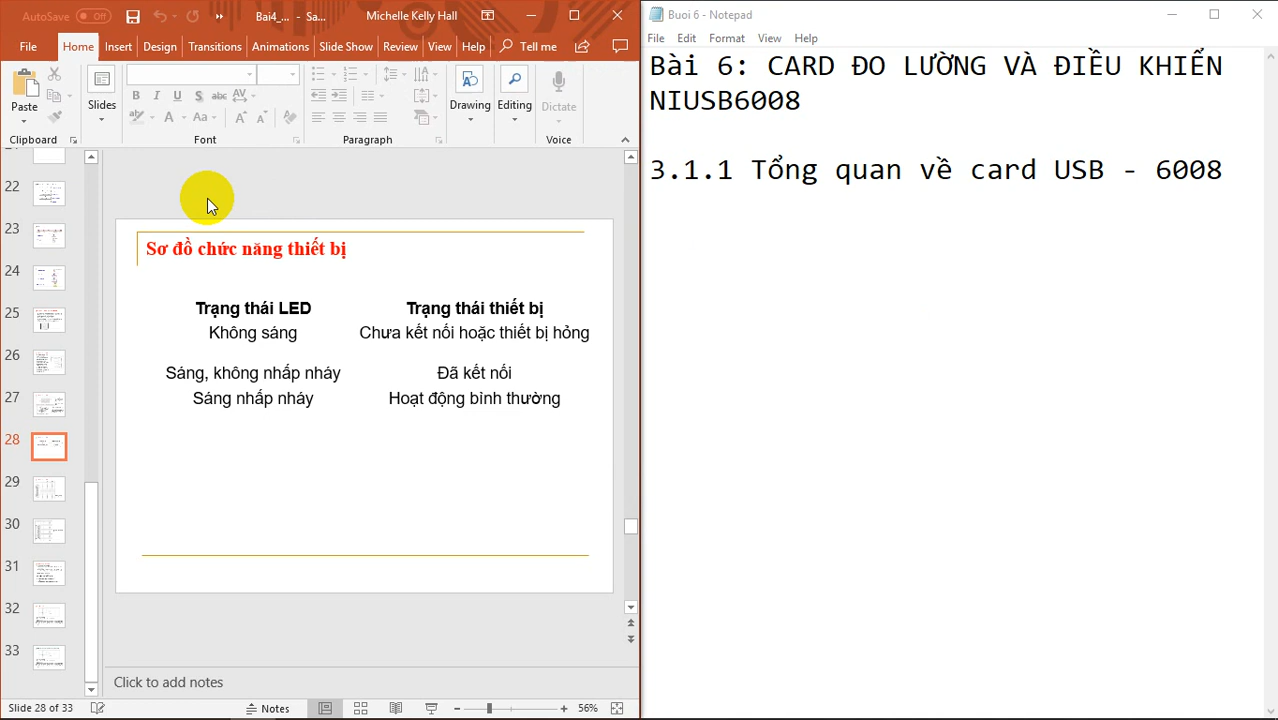 AutoSave Off Bai4_... - Sa... Michelle Kelly Hall
File Home Insert Design Transitions Animations Slide Show Review View Help Tell me
Paste Slides Drawing Editing Dictate
B I U S abc AV
Aa A A
Clipboard Font Paragraph Voice
22
23
24
25
26
27
28
29
30
31
32
33
Sơ đồ chức năng thiết bị
Trạng thái LED Trạng thái thiết bị
Không sáng Chưa kết nối hoặc thiết bị hỏng
Sáng, không nhấp nháy Đã kết nối
Sáng nhấp nháy Hoạt động bình thường
Click to add notes
Slide 28 of 33 Notes 56%
Buoi 6 - Notepad
File Edit Format View Help
Bài 6: CARD ĐO LƯỜNG VÀ ĐIỀU KHIỂN
NIUSB6008
3.1.1 Tổng quan về card USB - 6008